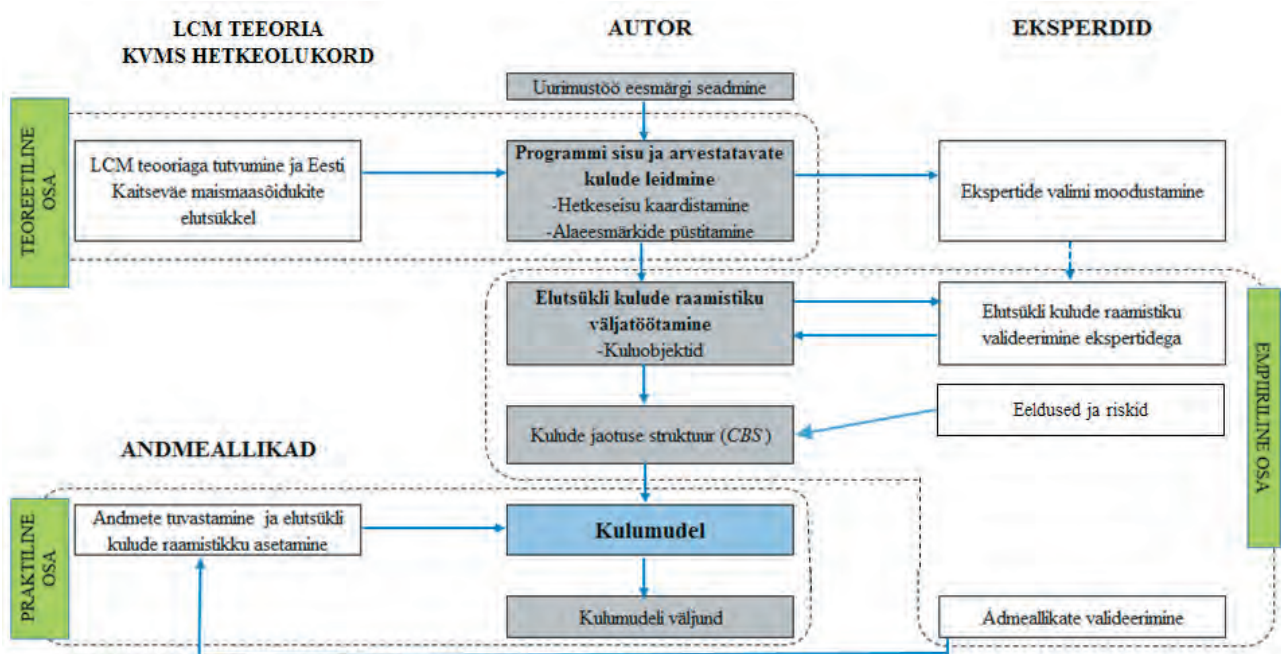 LCM TEEORIA
KVMS HETKEOLUKORD
AUTOR
EKSPERDID
Uurimustöö eesmärgi seadmine
TEOREETILINE
OSA
LCM teooriaga tutvumine ja Eesti
Kaitseväe maismaasõidukite
elutsükkel
Programmi sisu ja arvestatavate
kulude leidmine
-Hetkeseisu kaardistamine
-Alaeesmärkide püstitamine
Ekspertide valimi moodustamine
Elutsükli kulude raamistiku
väljatöötamine
-Kuluobjektid
Elutsükli kulude raamistiku
valideerimine ekspertidega
EMPIIRILINE OSA
Eeldused ja riskid
Kulude jaotuse struktuur (CBS)
ANDMEALLIKAD
PRAKTILINE
OSA
Andmete tuvastamine ja elutsükli
kulude raamistikku asetamine
Kulumudel
Kulumudeli väljund
Admeallikate valideerimine